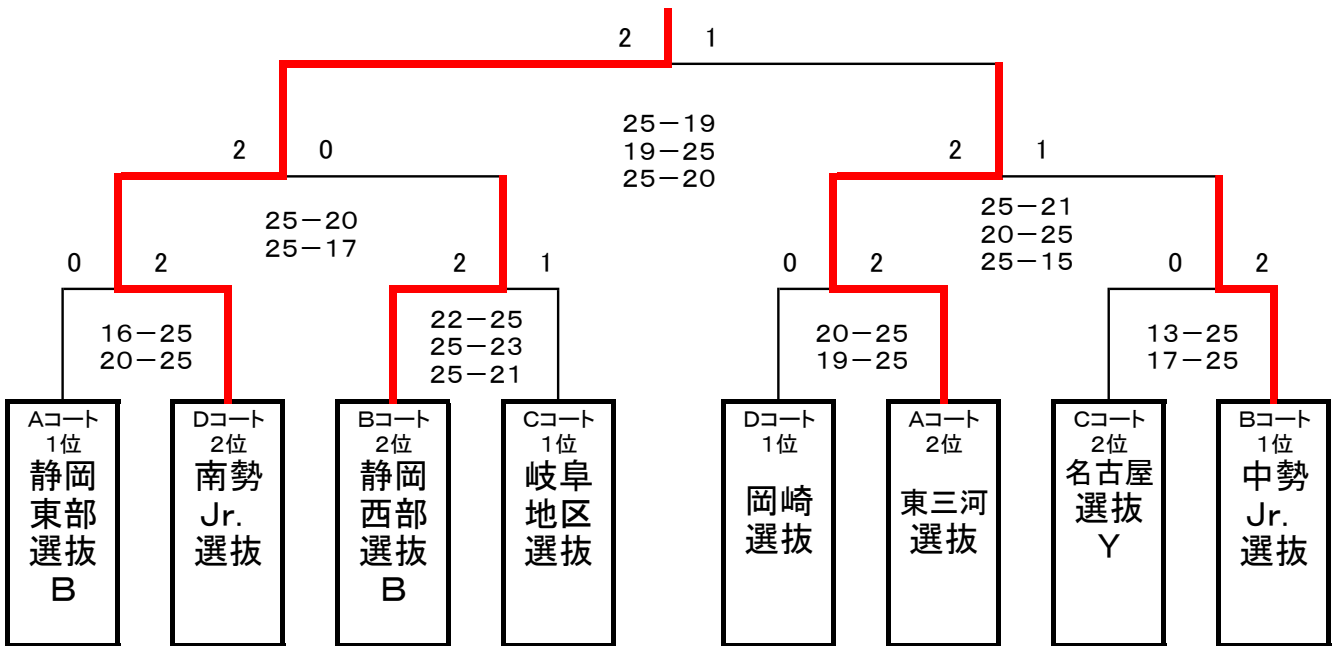 2 1
25－19
19－25
25－20
2 0
25－20
25－17
2 1
25－21
20－25
25－15
0 2
16－25
20－25
2 1
22－25
25－23
25－21
0 2
20－25
19－25
0 2
13－25
17－25
Aコート
1位
静岡
東部
選抜
B
Dコート
2位
南勢
Jr.
選抜
Bコート
2位
静岡
西部
選抜
B
Cコート
1位
岐阜
地区
選抜
Dコート
1位
岡崎
選抜
Aコート
2位
東三河
選抜
Cコート
2位
名古屋
選抜
Y
Bコート
1位
中勢
Jr.
選抜